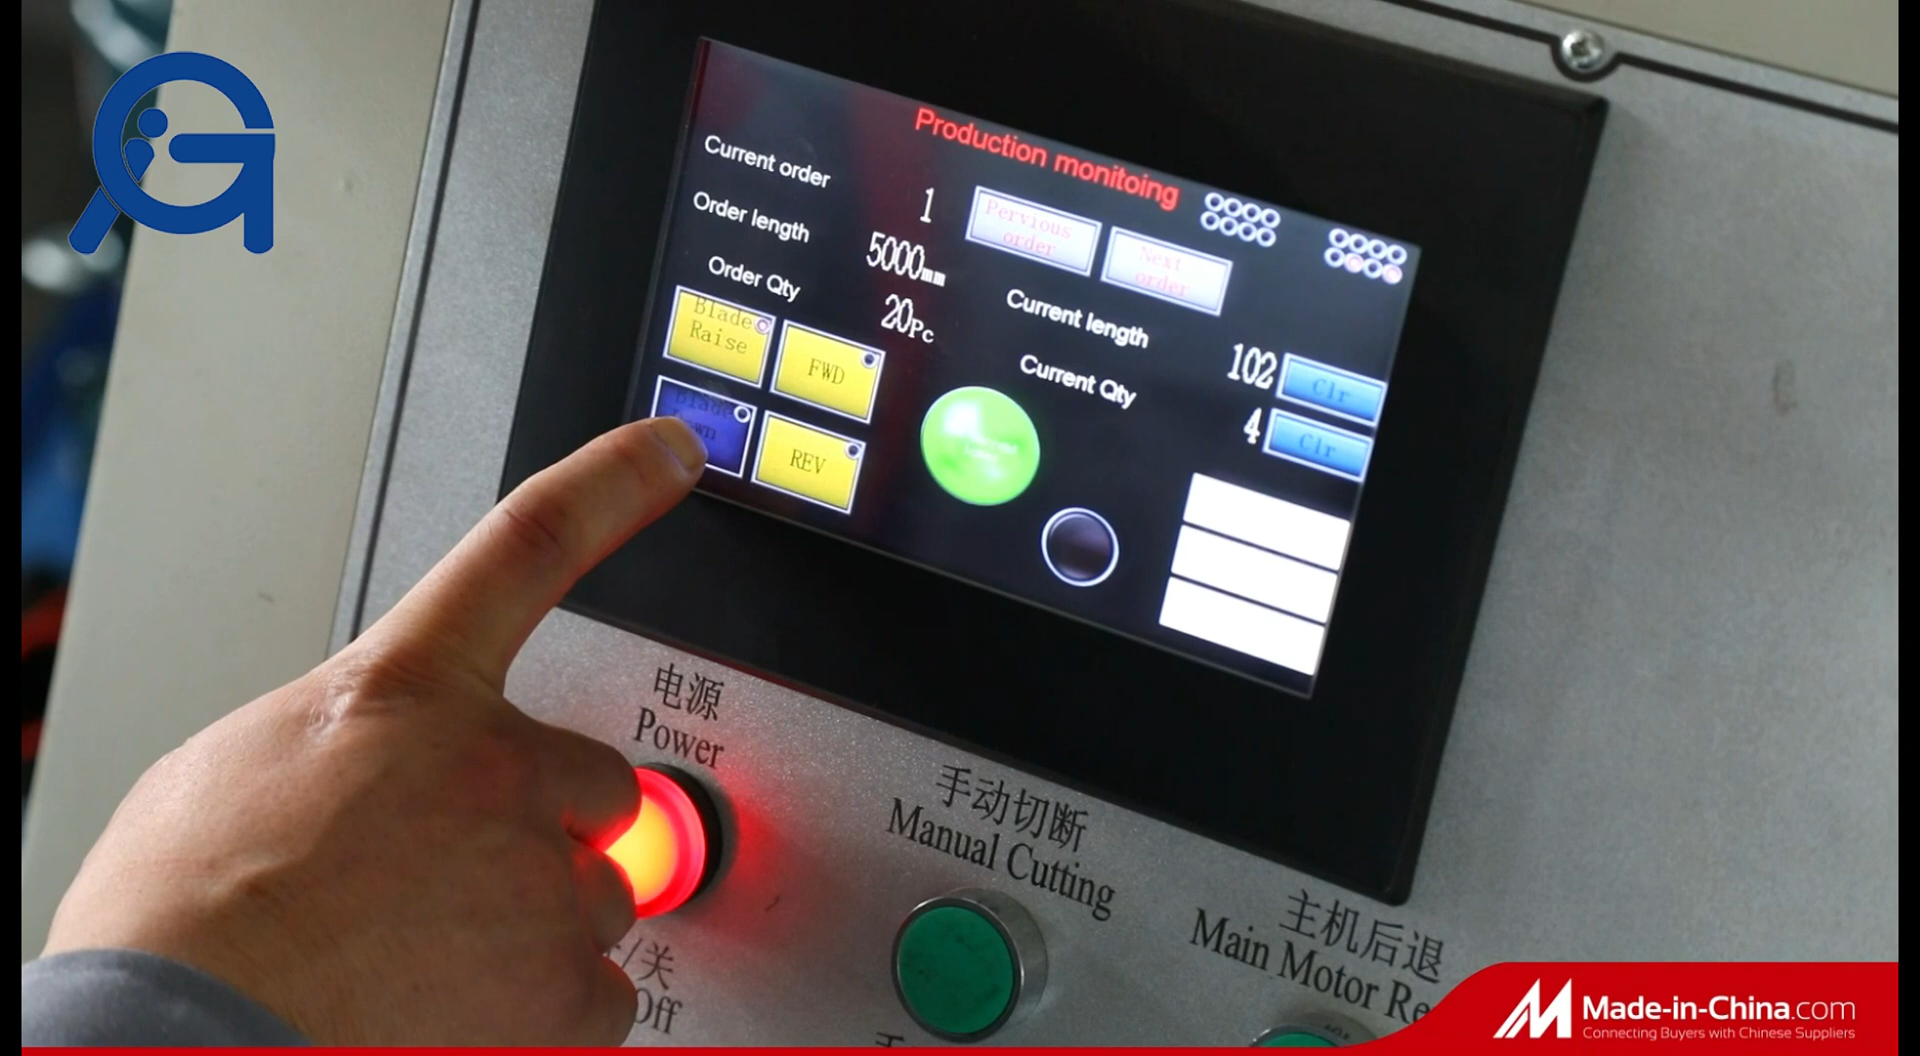 Production monitoing
Current order
1
Pervious
order
Next
order
Order length
5000mm
Order Qty
20Pc
Current length
102
Clr
Current Qty
4
Clr
Blade
Raise
FWD
Blade
REV
电源
Power
手动切断
Manual Cutting
主机后退
Main Motor Re
/关
Off
手
Made-in-China.com
Connecting Buyers with Chinese Suppliers